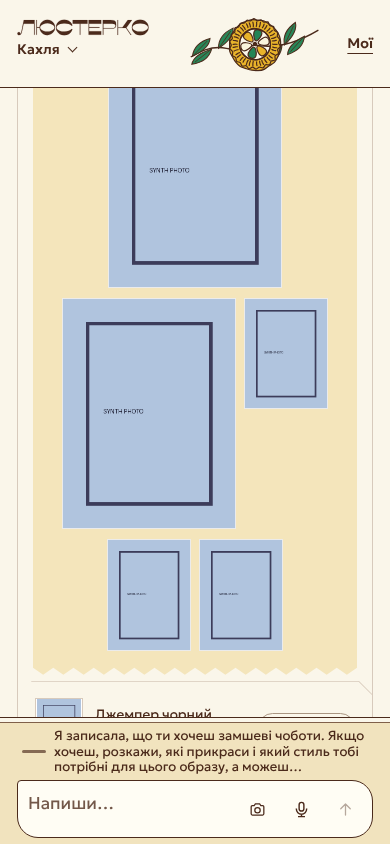 ЛЮСТЕРКО
Кахля
Мої
SYNTH PHOTO
SYNTH PHOTO
Джемпер чорний
Я записала, що ти хочеш замшеві чоботи. Якщо
хочеш, розкажи, які прикраси і який стиль тобі
потрібні для цього образу, а можеш…
Напиши…